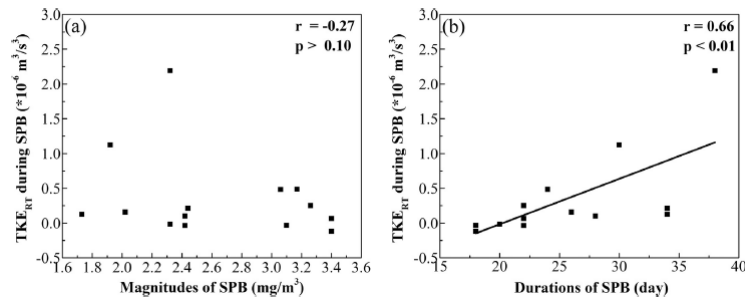 (a)
r = -0.27
p > 0.10
TKE_RT during SPB (*10^-6 m^3/s^3)
3.0
2.5
2.0
1.5
1.0
0.5
0.0
-0.5
1.6 1.8 2.0 2.2 2.4 2.6 2.8 3.0 3.2 3.4 3.6
Magnitudes of SPB (mg/m^3)
(b)
r = 0.66
p < 0.01
TKE_RT during SPB (*10^-6 m^3/s^3)
3.0
2.5
2.0
1.5
1.0
0.5
0.0
-0.5
15 20 25 30 35 40
Durations of SPB (day)